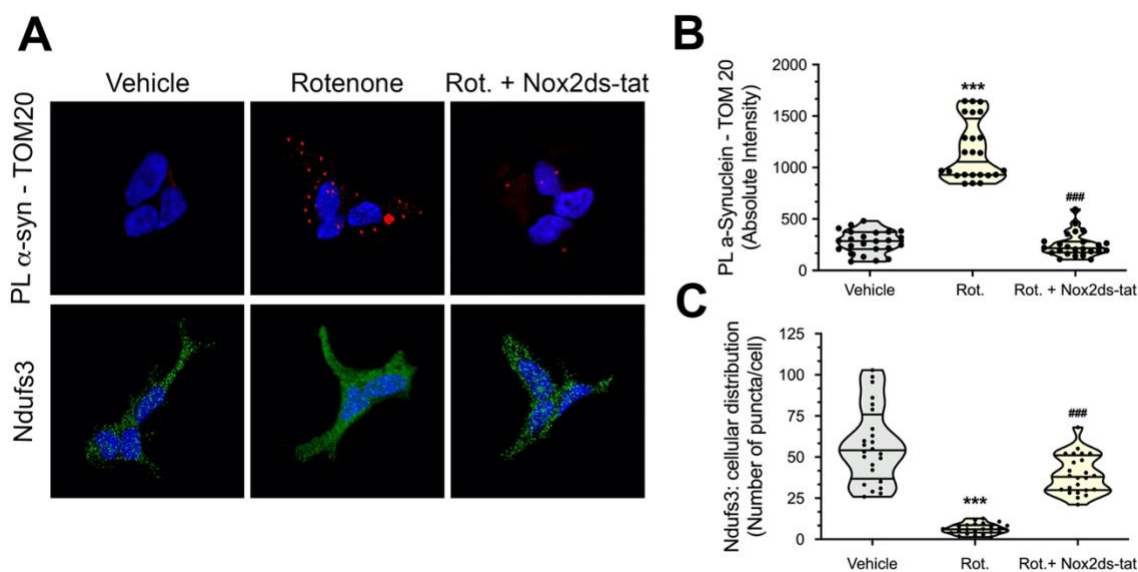 A
Vehicle
Rotenone
Rot. + Nox2ds-tat
PL α-syn - TOM20
Ndufs3
B
PL a-Synuclein - TOM 20
(Absolute Intensity)
2000
1500
1000
500
0
***
###
Vehicle
Rot.
Rot. + Nox2ds-tat
C
Ndufs3: cellular distribution
(Number of puncta/cell)
125
100
75
50
25
0
***
###
Vehicle
Rot.
Rot.+ Nox2ds-tat